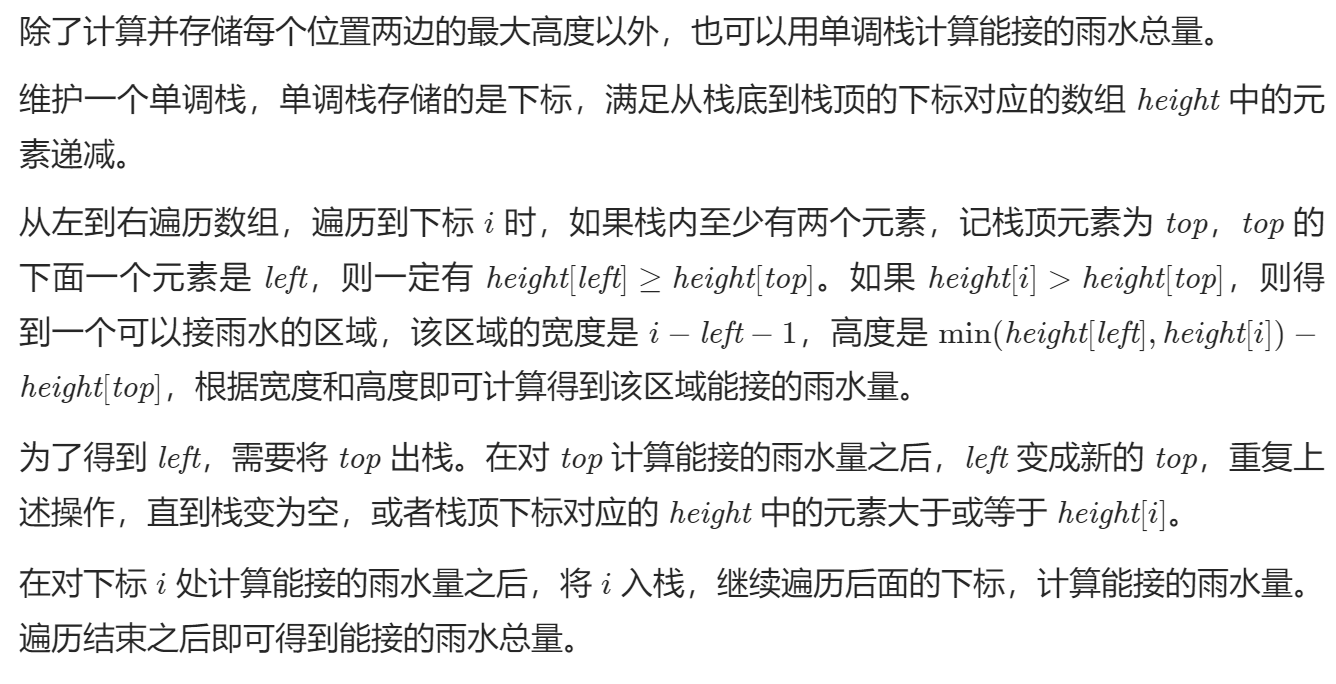 除了计算并存储每个位置两边的最大高度以外，也可以用单调栈计算能接的雨水总量。
维护一个单调栈，单调栈存储的是下标，满足从栈底到栈顶的下标对应的数组 height 中的元
素递减。
从左到右遍历数组，遍历到下标 i 时，如果栈内至少有两个元素，记栈顶元素为 top，top 的
下面一个元素是 left，则一定有 height[left] ≥ height[top]。如果 height[i] > height[top]，则得
到一个可以接雨水的区域，该区域的宽度是 i − left − 1，高度是 min(height[left], height[i]) −
height[top]，根据宽度和高度即可计算得到该区域能接的雨水量。
为了得到 left，需要将 top 出栈。在对 top 计算能接的雨水量之后，left 变成新的 top，重复上
述操作，直到栈变为空，或者栈顶下标对应的 height 中的元素大于或等于 height[i]。
在对下标 i 处计算能接的雨水量之后，将 i 入栈，继续遍历后面的下标，计算能接的雨水量。
遍历结束之后即可得到能接的雨水总量。